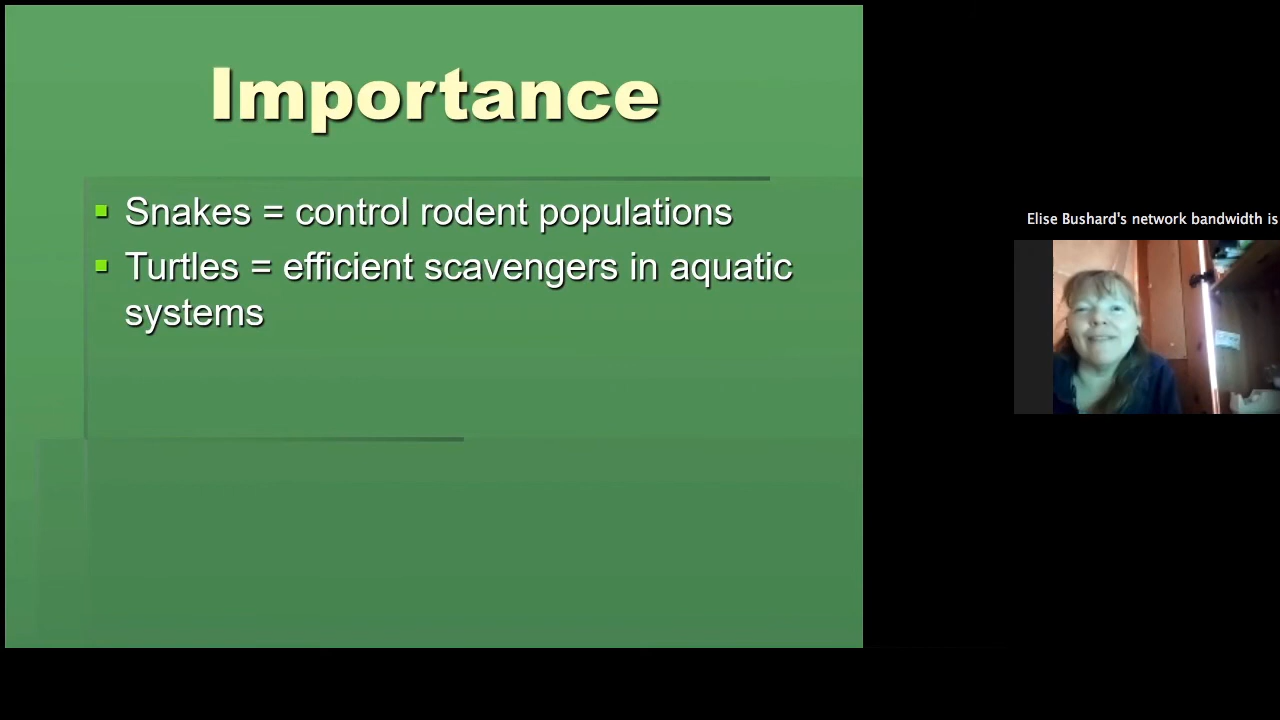 Importance
Snakes = control rodent populations
Turtles = efficient scavengers in aquatic
systems
Elise Bushard's network bandwidth is